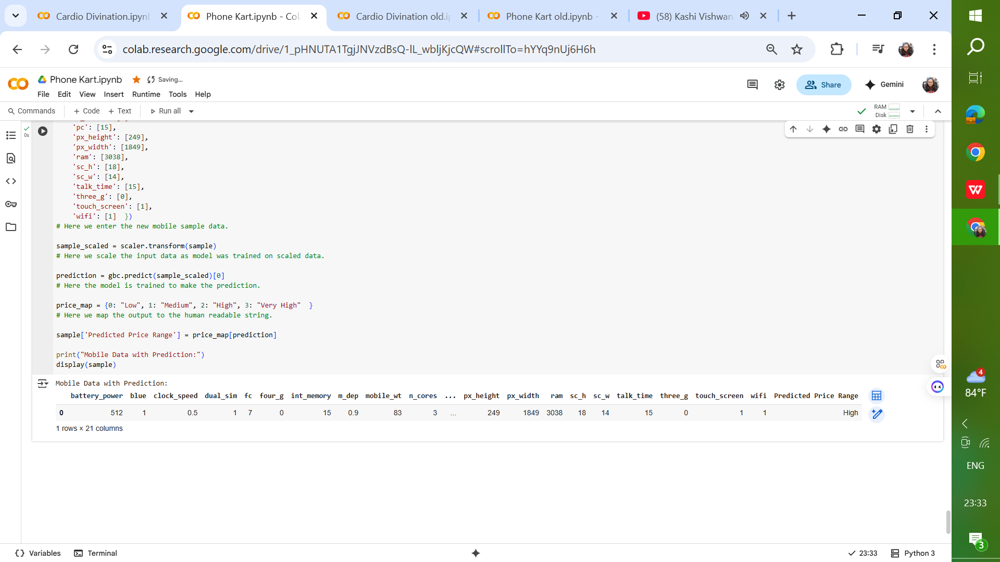 Cardio Divination.ipynb
Phone Kart.ipynb - Col
Cardio Divination old.ip
Phone Kart old.ipynb -
(58) Kashi Vishwan
colab.research.google.com/drive/1_pHNUTA1TgjJNVzdBsQ-lL_wbljKjcQW#scrollTo=hYYq9nUj6H6h
Phone Kart.ipynb
Saving...
Share
Gemini
File Edit View Insert Runtime Tools Help
Commands + Code + Text Run all
RAM
Disk
0s
'pc': [15],
'px_height': [249],
'px_width': [1849],
'ram': [3038],
'sc_h': [18],
'sc_w': [14],
'talk_time': [15],
'three_g': [0],
'touch_screen': [1],
'wifi': [1]  })
# Here we enter the new mobile sample data.
sample_scaled = scaler.transform(sample)
# Here we scale the input data as model was trained on scaled data.
prediction = gbc.predict(sample_scaled)[0]
# Here the model is trained to make the prediction.
price_map = {0: "Low", 1: "Medium", 2: "High", 3: "Very High"  }
# Here we map the output to the human readable string.
sample['Predicted Price Range'] = price_map[prediction]
print("Mobile Data with Prediction:")
display(sample)
Mobile Data with Prediction:
battery_power blue clock_speed dual_sim fc four_g int_memory m_dep mobile_wt n_cores ... px_height px_width ram sc_h sc_w talk_time three_g touch_screen wifi Predicted Price Range
0 512 1 0.5 1 7 0 15 0.9 83 3 ... 249 1849 3038 18 14 15 0 1 1 High
1 rows × 21 columns
Variables Terminal
23:33 Python 3
4
84°F
ENG
23:33
3